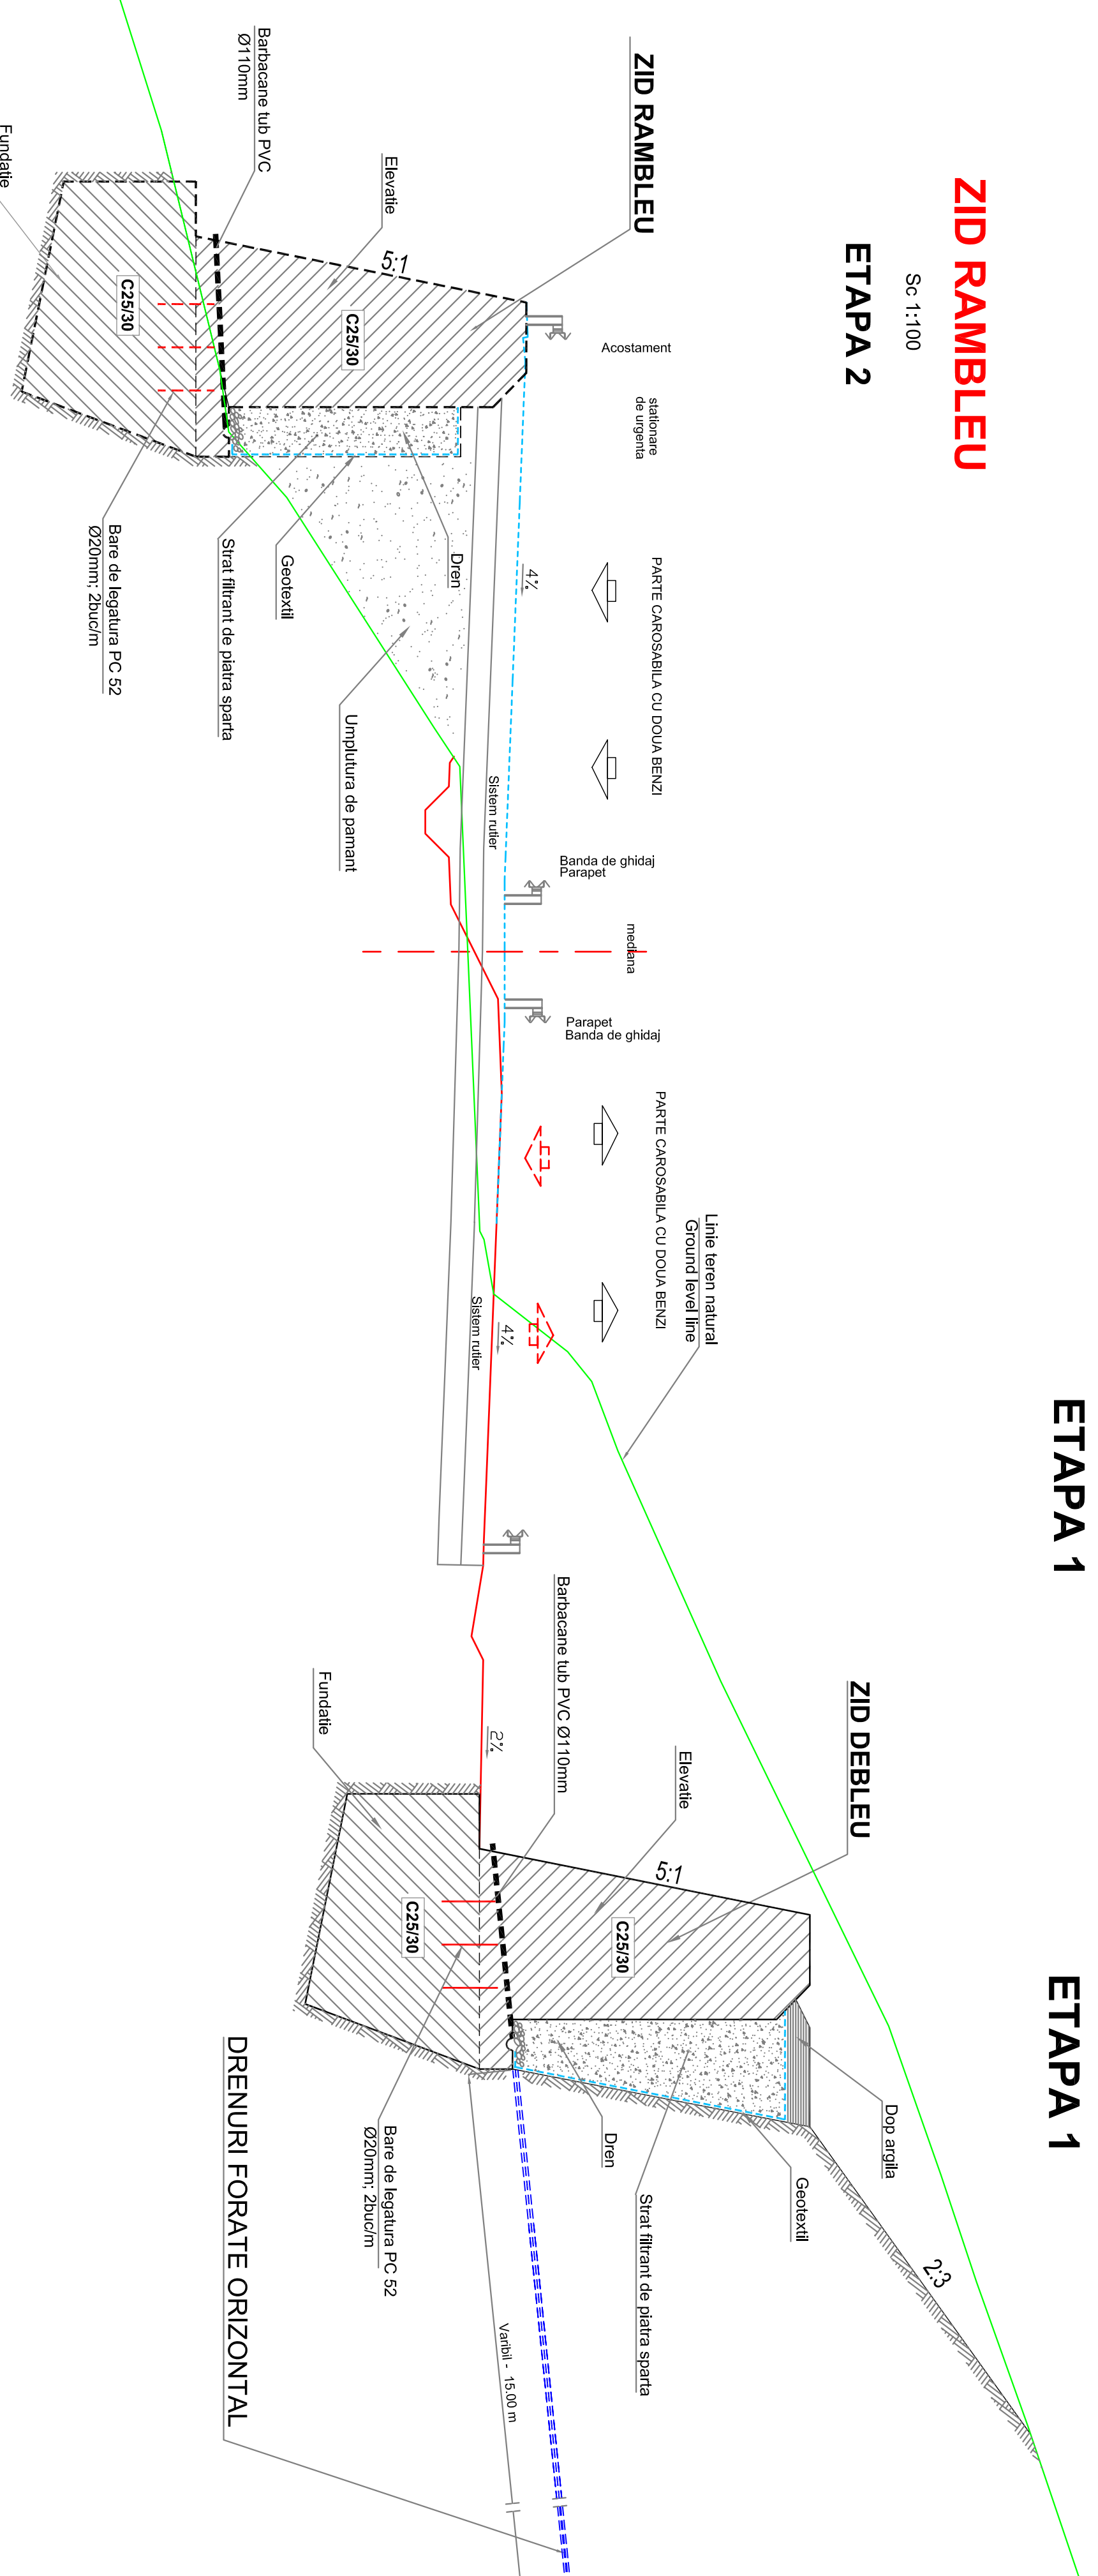 ETAPA 1
ETAPA 1
ZID RAMBLEU
Sc 1:100
ETAPA 2
ZID RAMBLEU
Acostament
stationare
de urgenta
PARTE CAROSABILA CU DOUA BENZI
Banda de ghidaj
Parapet
mediana
Parapet
Banda de ghidaj
PARTE CAROSABILA CU DOUA BENZI
Linie teren natural
Ground level line
ZID DEBLEU
Elevatie
5:1
Barbacane tub PVC
Ø110mm
C25/30
C25/30
Fundatie
Dren
Geotextil
Strat filtrant de piatra sparta
Bare de legatura PC 52
Ø20mm; 2buc/m
4%
Umplutura de pamant
Sistem rutier
Sistem rutier
4%
2%
Barbacane tub PVC Ø110mm
Elevatie
5:1
Fundatie
C25/30
C25/30
Dop argila
Geotextil
Dren
Strat filtrant de piatra sparta
2:3
Bare de legatura PC 52
Ø20mm; 2buc/m
Varibil - 15.00 m
DRENURI FORATE ORIZONTAL